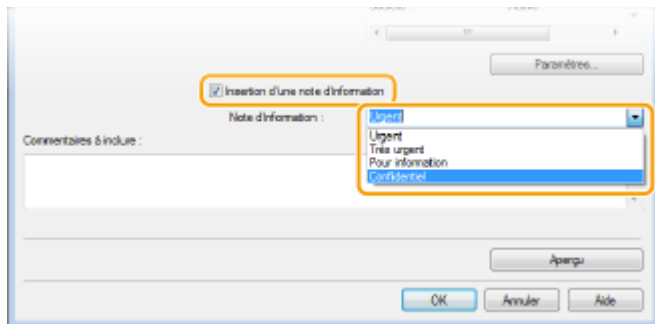 Paramètres...
Insertion d'une note d'information
Note d'information :
Urgent
Urgent
Très urgent
Pour information
Confidentiel
Commentaires à inclure :
Aperçu
OK
Annuler
Aide